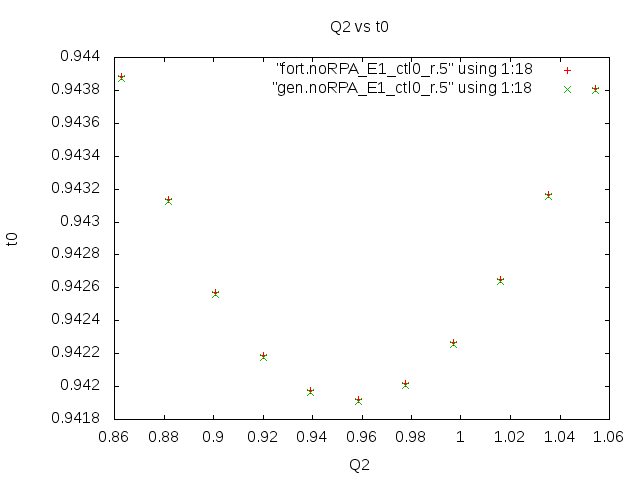 Q2 vs t0
"fort.noRPA_E1_ctl0_r.5" using 1:18
"gen.noRPA_E1_ctl0_r.5" using 1:18
0.944
0.9438
0.9436
0.9434
0.9432
0.943
0.9428
0.9426
0.9424
0.9422
0.942
0.9418
t0
0.86 0.88 0.9 0.92 0.94 0.96 0.98 1 1.02 1.04 1.06
Q2